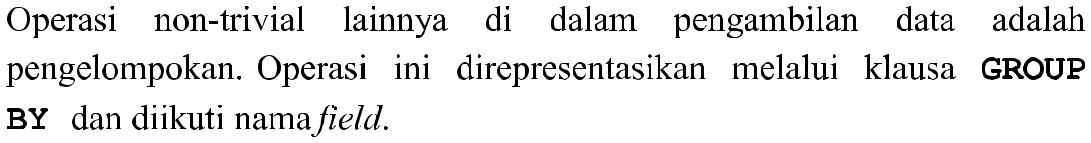 Operasi non-trivial lainnya di dalam pengambilan data adalah
pengelompokan. Operasi ini direpresentasikan melalui klausa GROUP
BY dan diikuti nama field.